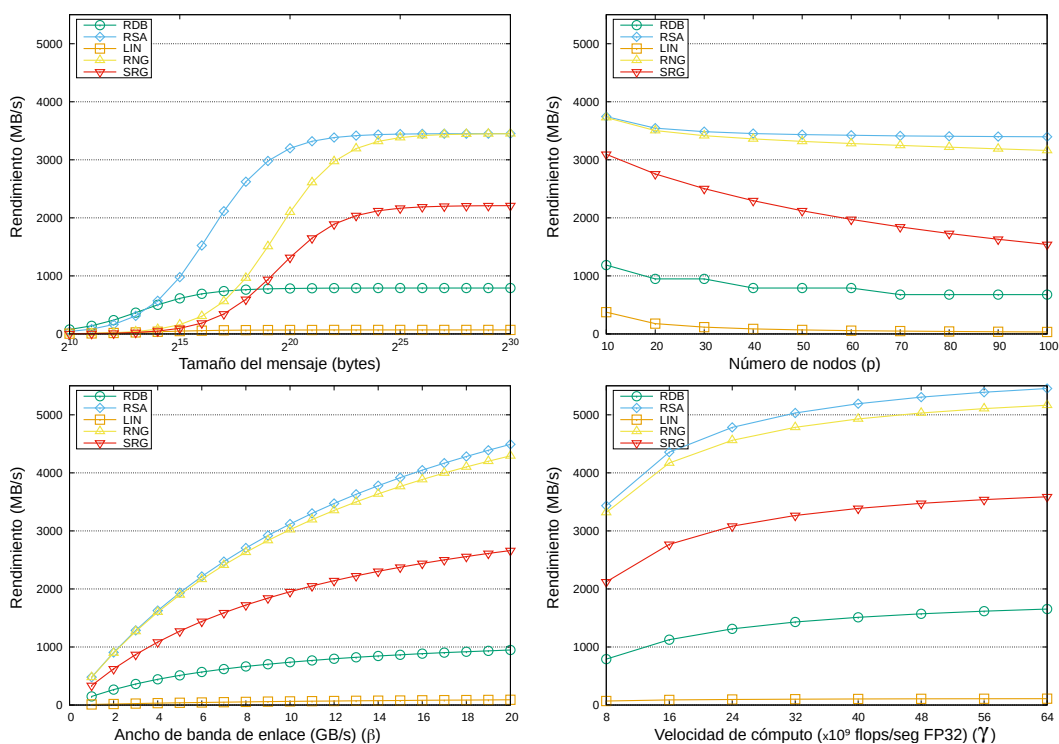 RDB
RSA
LIN
RNG
SRG
Rendimiento (MB/s)
5000
4000
3000
2000
1000
0
2^10 2^15 2^20 2^25 2^30
Tamaño del mensaje (bytes)
RDB
RSA
LIN
RNG
SRG
Rendimiento (MB/s)
5000
4000
3000
2000
1000
0
10 20 30 40 50 60 70 80 90 100
Número de nodos (p)
RDB
RSA
LIN
RNG
SRG
Rendimiento (MB/s)
5000
4000
3000
2000
1000
0
0 2 4 6 8 10 12 14 16 18 20
Ancho de banda de enlace (GB/s) (β)
RDB
RSA
LIN
RNG
SRG
Rendimiento (MB/s)
5000
4000
3000
2000
1000
0
8 16 24 32 40 48 56 64
Velocidad de cómputo (x10⁹ flops/seg FP32) (γ)